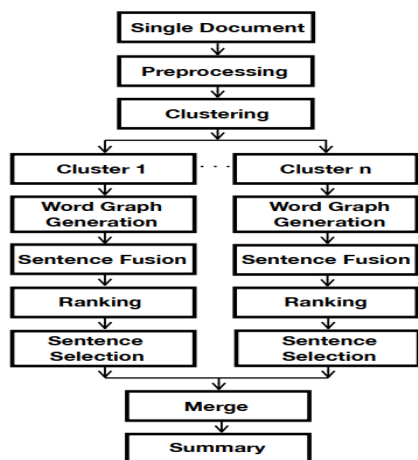 Single Document
Preprocessing
Clustering
Cluster 1
. . .
Cluster n
Word Graph
Generation
Word Graph
Generation
Sentence Fusion
Sentence Fusion
Ranking
Ranking
Sentence
Selection
Sentence
Selection
Merge
Summary